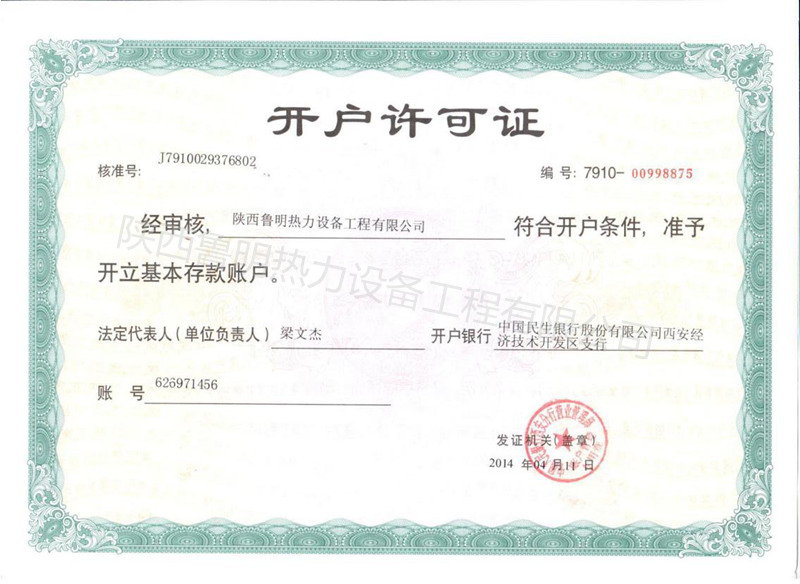 开户许可证
核准号: J7910029376802
编 号: 7910-00998875
经审核, 陕西鲁明热力设备工程有限公司 符合开户条件, 准予
开立基本存款账户。
陕西鲁明热力设备工程有限公司
法定代表人(单位负责人) 梁文杰
开户银行 中国民生银行股份有限公司西安经
济技术开发区支行
账 号 626971456
发证机关(盖章)
2014 年 04 月 11 日